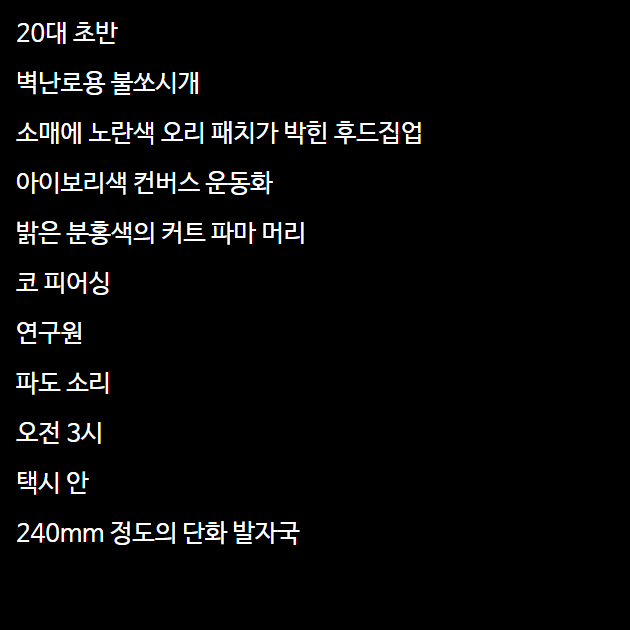 20대 초반
벽난로용 불쏘시개
소매에 노란색 오리 패치가 박힌 후드집업
아이보리색 컨버스 운동화
밝은 분홍색의 커트 파마 머리
코 피어싱
연구원
파도 소리
오전 3시
택시 안
240mm 정도의 단화 발자국